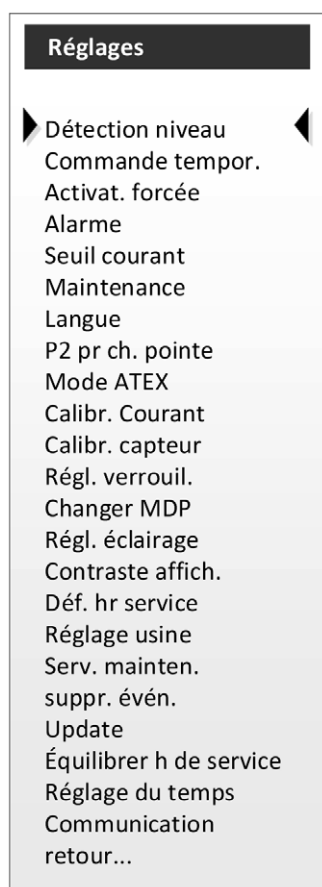 Réglages
Détection niveau
Commande tempor.
Activat. forcée
Alarme
Seuil courant
Maintenance
Langue
P2 pr ch. pointe
Mode ATEX
Calibr. Courant
Calibr. capteur
Régl. verrouil.
Changer MDP
Régl. éclairage
Contraste affich.
Déf. hr service
Réglage usine
Serv. mainten.
suppr. évén.
Update
Équilibrer h de service
Réglage du temps
Communication
retour...